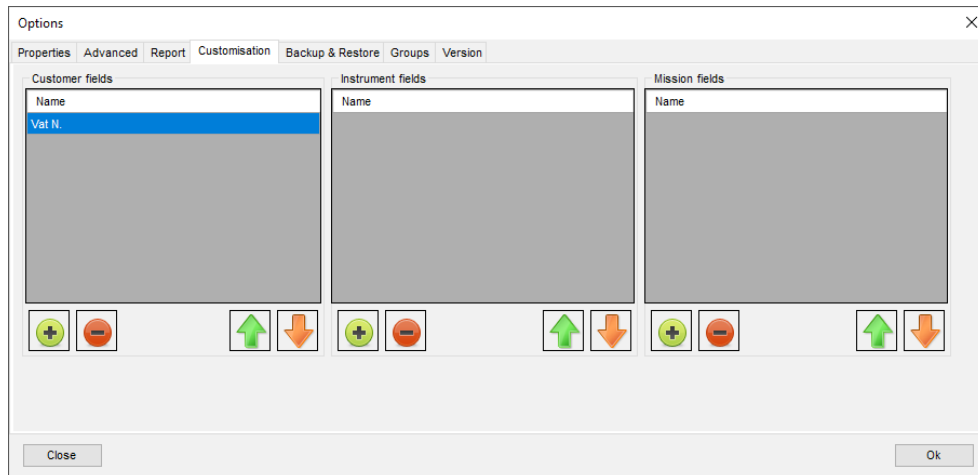 Options
Properties Advanced Report Customisation Backup & Restore Groups Version
Customer fields Instrument fields Mission fields
Name Name Name
Vat N.
Close Ok